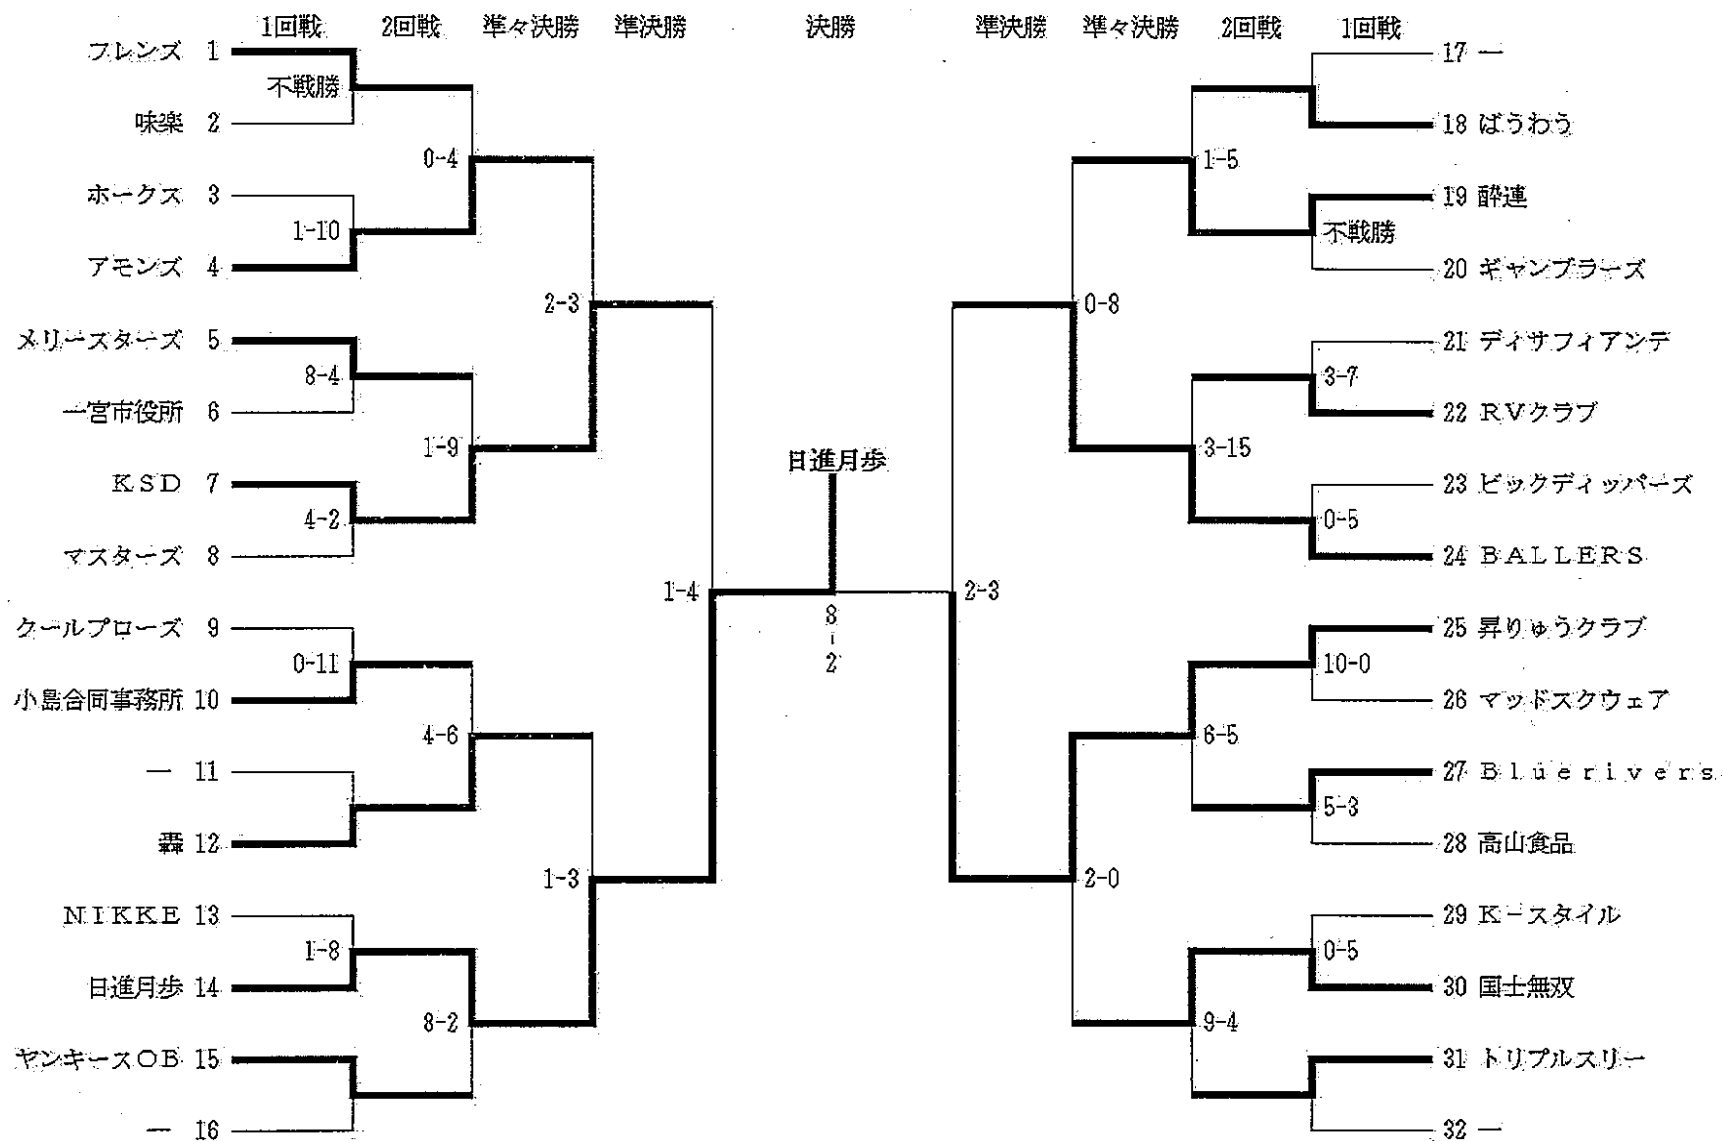 1回戦 2回戦 準々決勝 準決勝 決勝 準決勝 準々決勝 2回戦 1回戦
フレンズ 1
不戦勝
味楽 2
0-4
ホークス 3
1-10
アモンズ 4
2-3
メリースターズ 5
8-4
一宮市役所 6
1-9
KSD 7
4-2
マスターズ 8
1-4
クールブローズ 9
0-11
小島合同事務所 10
4-6
― 11
轟 12
1-3
NIKKE 13
1-8
日進月歩 14
8-2
ヤンキースOB 15
― 16
日進月歩
8
-
2
17 ―
18 ばうわう
1-5
19 酔連
不戦勝
20 ギャンブラーズ
0-8
21 ディサフィアンテ
3-7
22 RVクラブ
3-15
23 ビックディッパーズ
0-5
24 BALLERS
2-3
25 昇りゅうクラブ
10-0
26 マッドスクウェア
6-5
27 Bluerivers
5-3
28 高山食品
2-0
29 K-スタイル
0-5
30 国士無双
9-4
31 トリプルスリー
32 ―